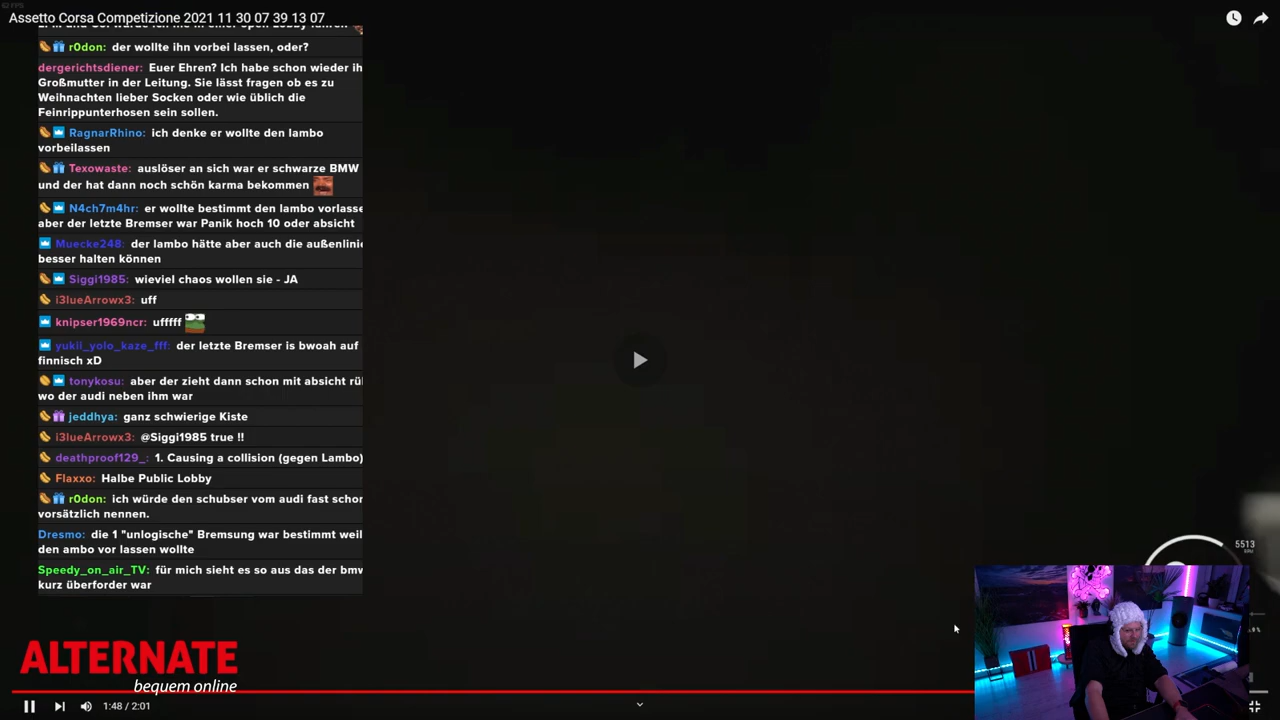 Assetto Corsa Competizione 2021 11 30 07 39 13 07
r0don: der wollte ihn vorbei lassen, oder?
dergerichtsdiener: Euer Ehren? Ich habe schon wieder ih
Großmutter in der Leitung. Sie lässt fragen ob es zu
Weihnachten lieber Socken oder wie üblich die
Feinrippunterhosen sein sollen.
RagnarRhino: ich denke er wollte den lambo
vorbeilassen
Texowaste: auslöser an sich war er schwarze BMW
und der hat dann noch schön karma bekommen
N4ch7m4hr: er wollte bestimmt den lambo vorlasse
aber der letzte Bremser war Panik hoch 10 oder absicht
Muecke248: der lambo hätte aber auch die außenlinie
besser halten können
Siggi1985: wieviel chaos wollen sie - JA
i3lueArrowx3: uff
knipser1969ncr: ufffff
yukii_yolo_kaze_fff: der letzte Bremser is bwoah auf
finnisch xD
tonykosu: aber der zieht dann schon mit absicht rü
wo der audi neben ihm war
jeddhya: ganz schwierige Kiste
i3lueArrowx3: @Siggi1985 true !!
deathproof129_: 1. Causing a collision (gegen Lambo)
Flaxxo: Halbe Public Lobby
r0don: ich würde den schubser vom audi fast schon
vorsätzlich nennen.
Dresmo: die 1 "unlogische" Bremsung war bestimmt weil
den ambo vor lassen wollte
Speedy_on_air_TV: für mich sieht es so aus das der bmw
kurz überforder war
5513
RPM
ALTERNATE
bequem online
1:48 / 2:01